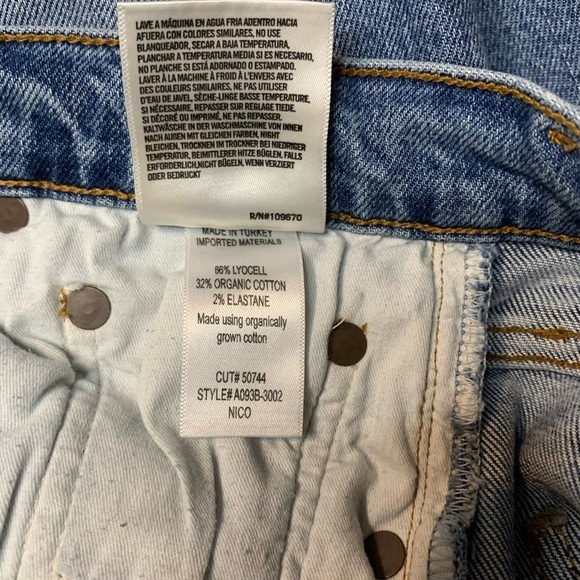 LAVE A MÁQUINA EN AGUA FRIA ADENTRO HACIA
AFUERA CON COLORES SIMILARES, NO USE
BLANQUEADOR, SECAR A BAJA TEMPERATURA,
PLANCHAR A TEMPERATURA MEDIA SI ES NECESARIO,
NO PLANCHE SI ESTÁ ADORNADO O ESTAMPADO.
LAVER À LA MACHINE À FROID À L'ENVERS AVEC
DES COULEURS SIMILAIRES, NE PAS UTILISER
D'EAU DE JAVEL, SÈCHE-LINGE BASSE TEMPÉRATURE,
SI NÉCESSAIRE, REPASSER SUR RÉGLAGE TIÈDE.
SI DÉCORÉ OU IMPRIMÉ, NE PAS REPASSER.
KALTWÄSCHE IN DER WASCHMASCHINE VON INNEN
NACH AUßEN MIT GLEICHEN FARBEN, NIGHT
BLEICHEN, TROCKNEN IM TROCKNER BEI NIEDRIGER
TEMPERATUR, BEIMITTLERER HITZE BÜGLEN, FALLS
ERFORDERLICH,NICHT BÜGELN, WENN VERZIERT
ODER BEDRUCKT
R/N#109670
MADE IN TURKEY
IMPORTED MATERIALS
66% LYOCELL
32% ORGANIC COTTON
2% ELASTANE
Made using organically
grown cotton
CUT# 50744
STYLE# A093B-3002
NICO